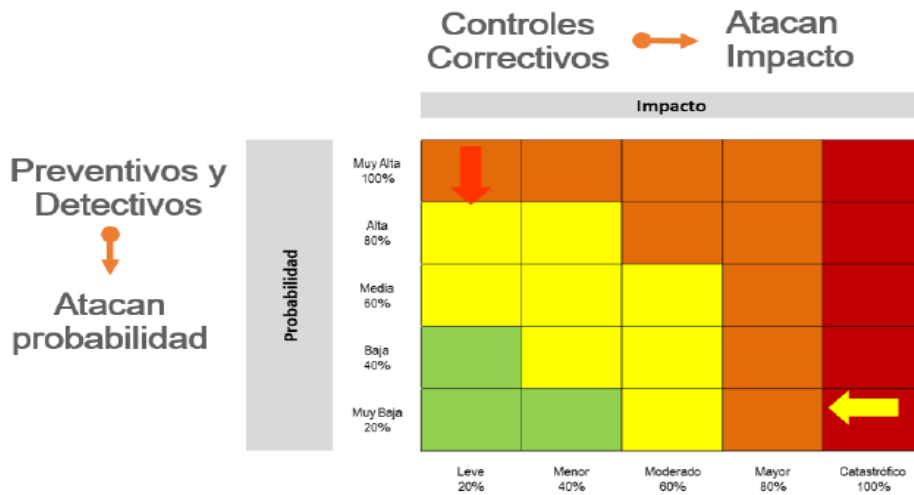 Controles
Correctivos
Atacan
Impacto
Impacto
Preventivos y
Detectivos
Atacan
probabilidad
Probabilidad
Muy Alta
100%
Alta
80%
Media
60%
Baja
40%
Muy Baja
20%
Leve
20%
Menor
40%
Moderado
60%
Mayor
80%
Catastrófico
100%